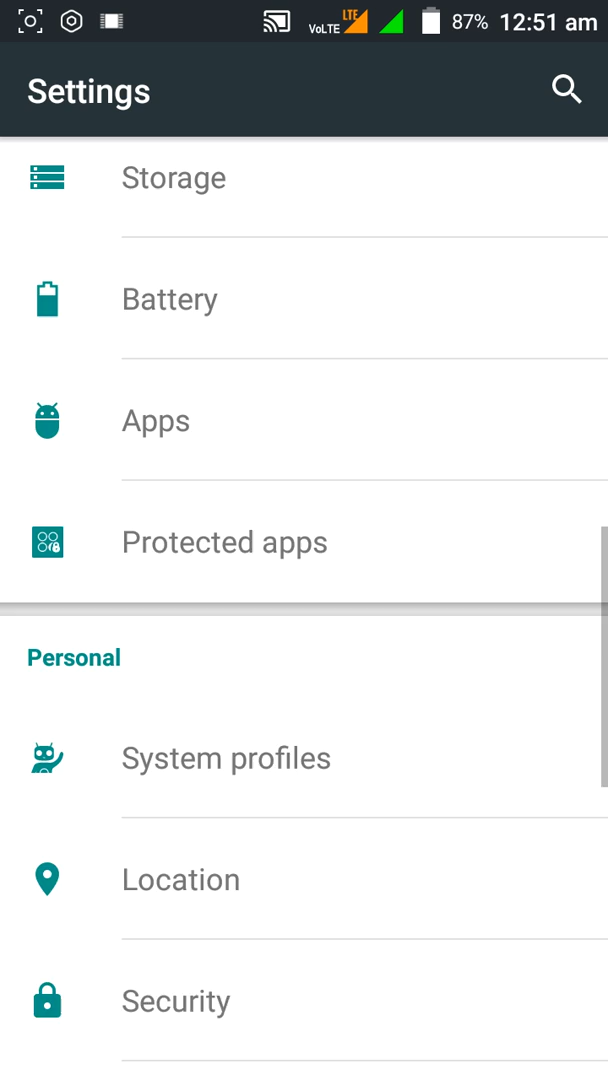 VoLTE LTE 87% 12:51 am
Settings
Storage
Battery
Apps
Protected apps
Personal
System profiles
Location
Security